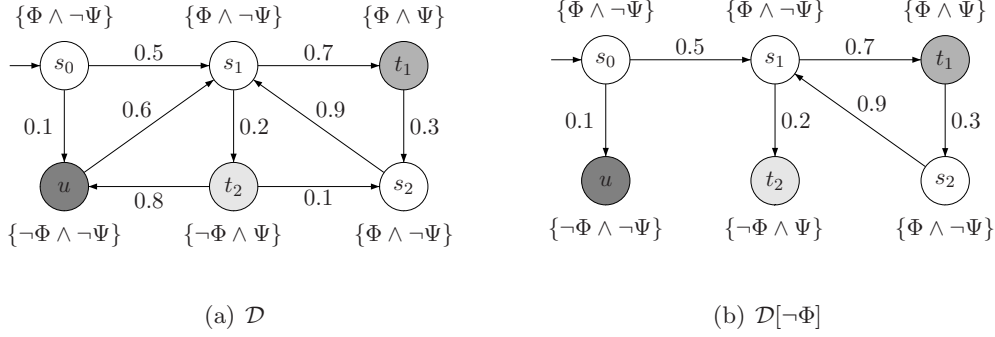 {Φ ∧ ¬Ψ} {Φ ∧ ¬Ψ} {Φ ∧ Ψ}
s₀ 0.5 s₁ 0.7 t₁
0.1 0.6 0.2 0.9 0.3
u 0.8 t₂ 0.1 s₂
{¬Φ ∧ ¬Ψ} {¬Φ ∧ Ψ} {Φ ∧ ¬Ψ}
(a) 𝒟
{Φ ∧ ¬Ψ} {Φ ∧ ¬Ψ} {Φ ∧ Ψ}
s₀ 0.5 s₁ 0.7 t₁
0.1 0.2 0.9 0.3
u t₂ s₂
{¬Φ ∧ ¬Ψ} {¬Φ ∧ Ψ} {Φ ∧ ¬Ψ}
(b) 𝒟[¬Φ]